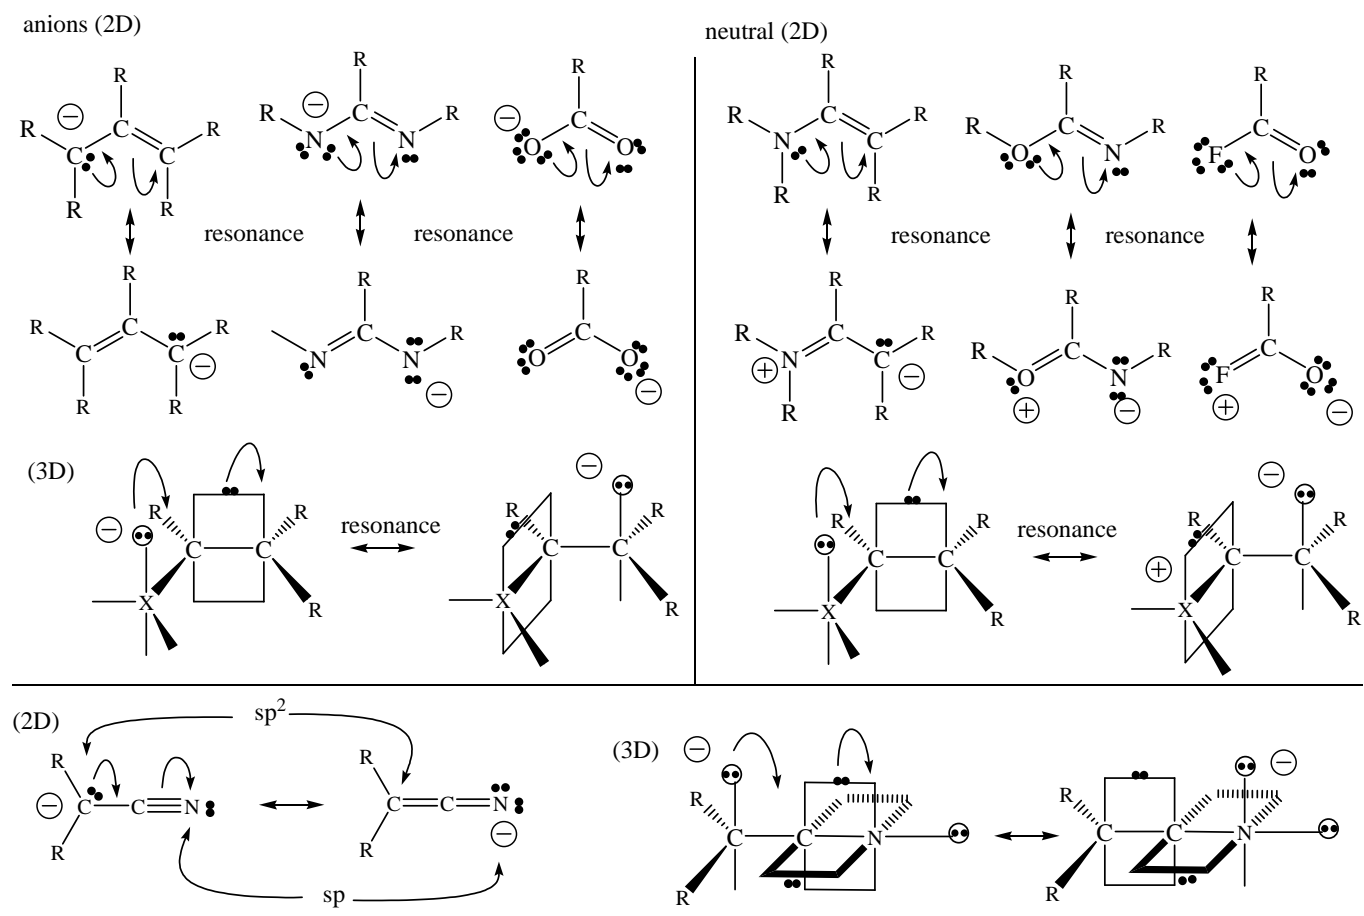 anions (2D)
neutral (2D)
R R R R
R C C C R
R N C N R
O C O
R
R N C C R
R O C N R
F C O
R R R
resonance resonance
resonance resonance
R R R
R C C C R
N C N R
O C O
R R
R N C C R
R O C N R
F C O
R R
(3D)
R C C R
X R
resonance
R C C R
X R
R C C R
X R
resonance
R C C R
X R
(2D)
sp2
R
C C N
R
R
C C N
R
sp
(3D)
R C C N
R
R C C N
R